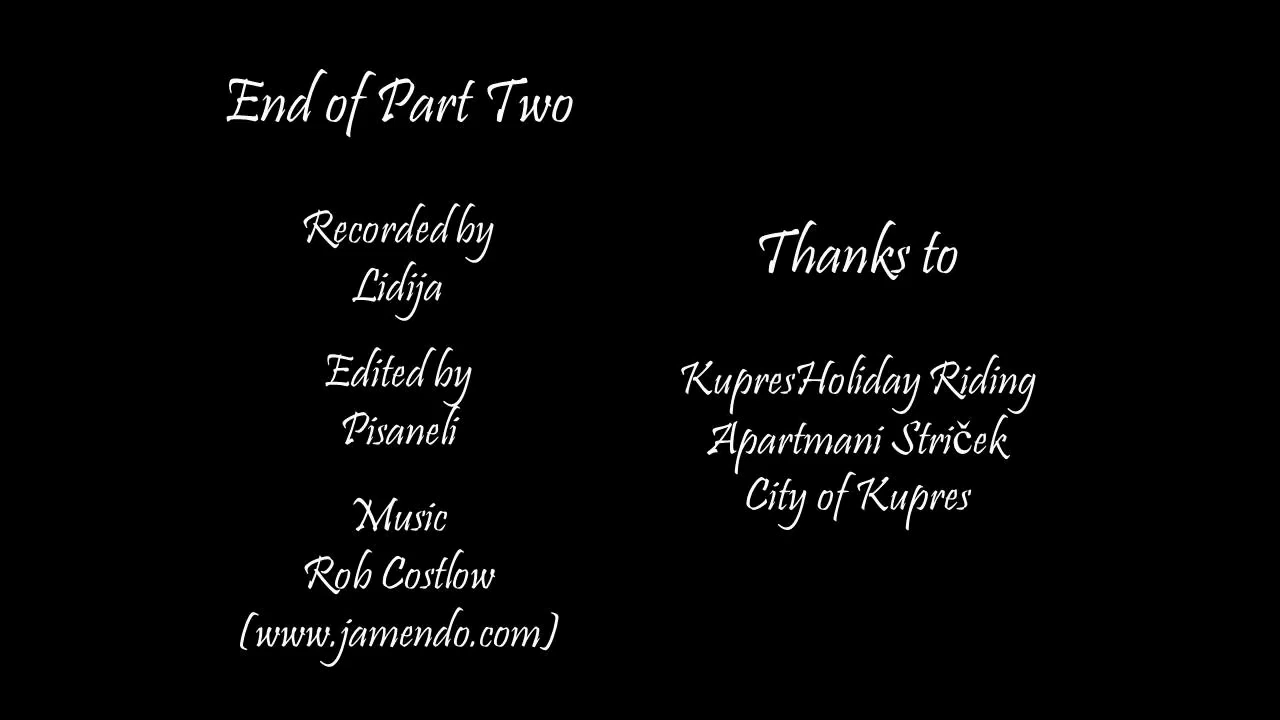 End of Part Two
Recorded by
Lidija
Edited by
Pisaneli
Music
Rob Costlow
(www.jamendo.com)
Thanks to
KupresHoliday Riding
Apartmani Striček
City of Kupres